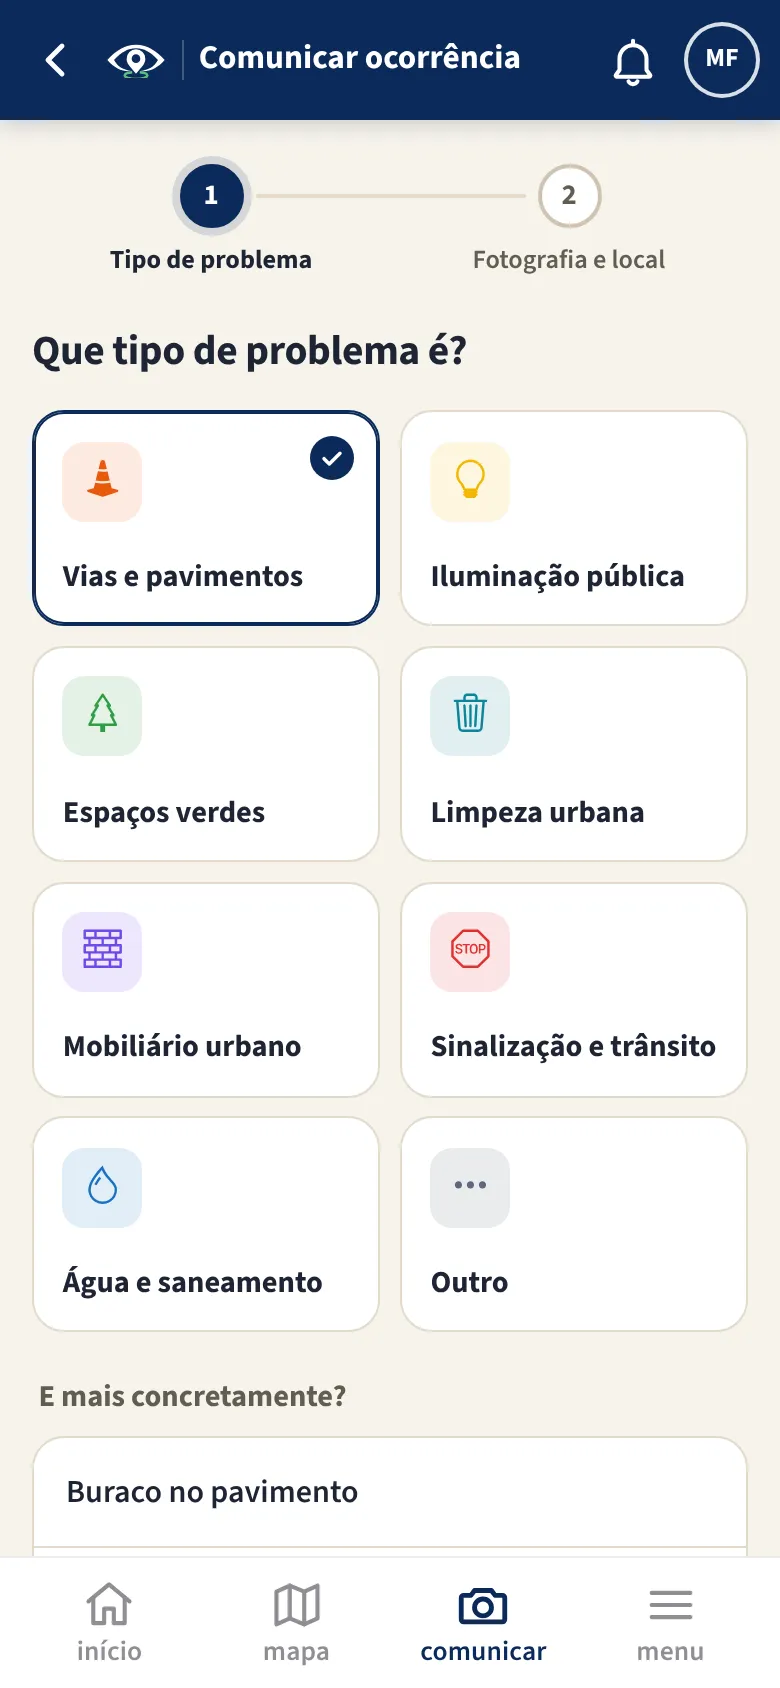 Comunicar ocorrência
MF
1
2
Tipo de problema
Fotografia e local
Que tipo de problema é?
Vias e pavimentos
Iluminação pública
Espaços verdes
Limpeza urbana
Mobiliário urbano
STOP
Sinalização e trânsito
Água e saneamento
Outro
E mais concretamente?
Buraco no pavimento
início
mapa
comunicar
menu